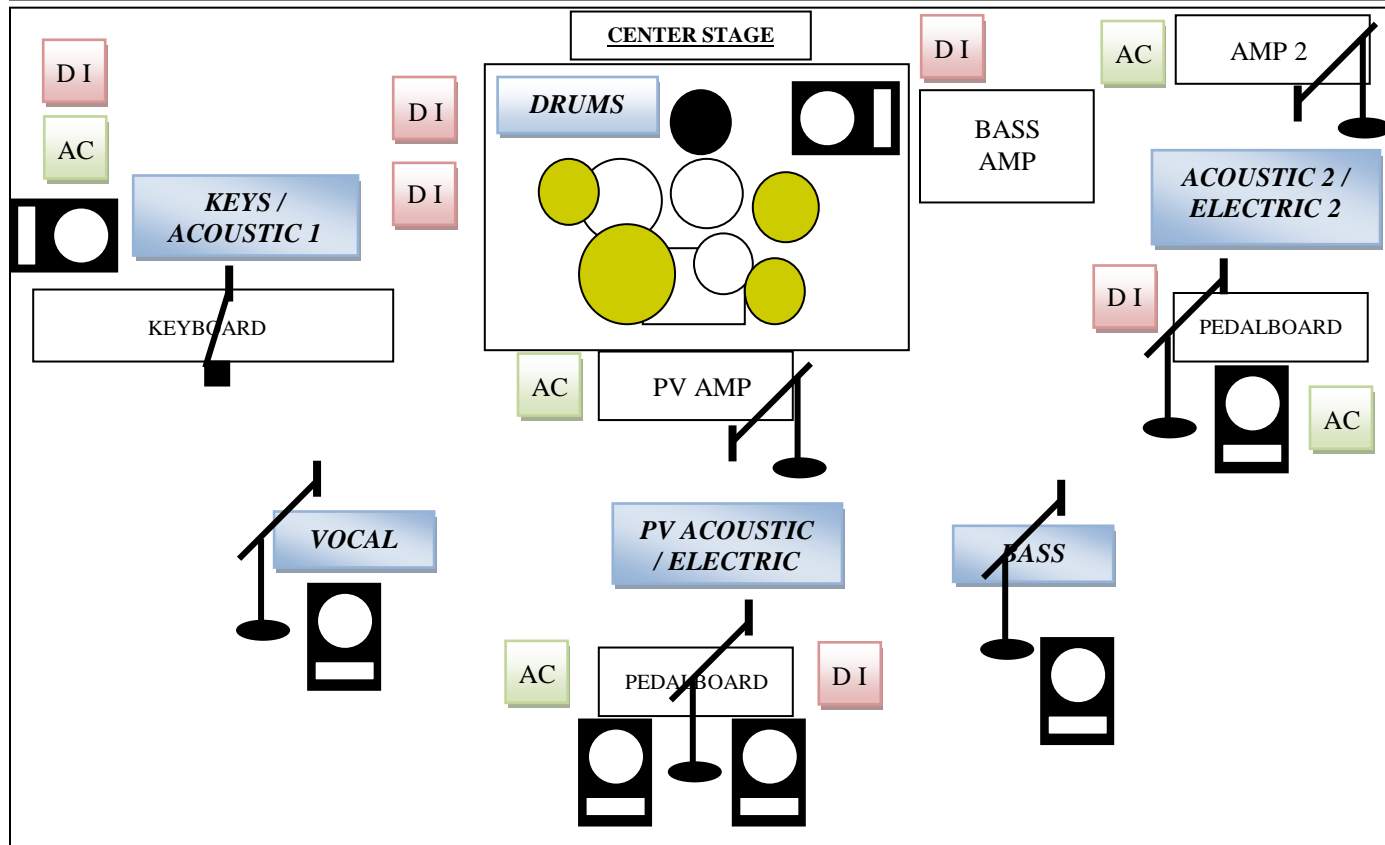 CENTER STAGE
D I
AC
KEYS /
ACOUSTIC 1
KEYBOARD
D I
D I
DRUMS
D I
BASS
AMP
AC
AMP 2
ACOUSTIC 2 /
ELECTRIC 2
D I
PEDALBOARD
AC
AC
PV AMP
VOCAL
PV ACOUSTIC
/ ELECTRIC
BASS
AC
PEDALBOARD
D I